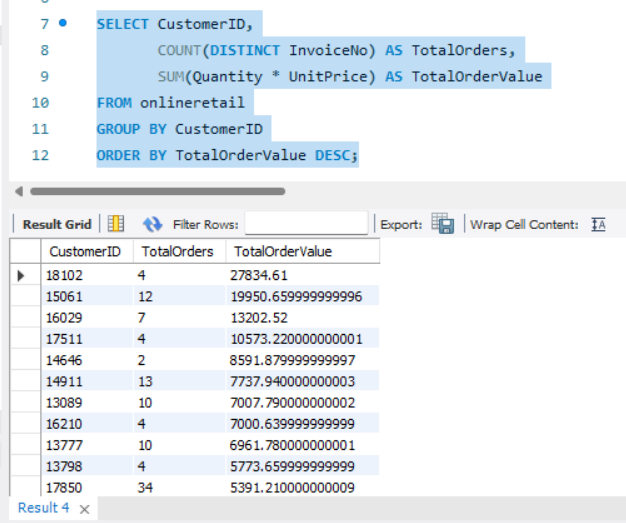 7 SELECT CustomerID,
8 COUNT(DISTINCT InvoiceNo) AS TotalOrders,
9 SUM(Quantity * UnitPrice) AS TotalOrderValue
10 FROM onlineretail
11 GROUP BY CustomerID
12 ORDER BY TotalOrderValue DESC;
Result Grid Filter Rows: Export: Wrap Cell Content: IA
CustomerID TotalOrders TotalOrderValue
18102 4 27834.61
15061 12 19950.659999999996
16029 7 13202.52
17511 4 10573.220000000001
14646 2 8591.879999999997
14911 13 7737.940000000003
13089 10 7007.790000000002
16210 4 7000.639999999999
13777 10 6961.780000000001
13798 4 5773.659999999999
17850 34 5391.210000000009
Result 4 ×